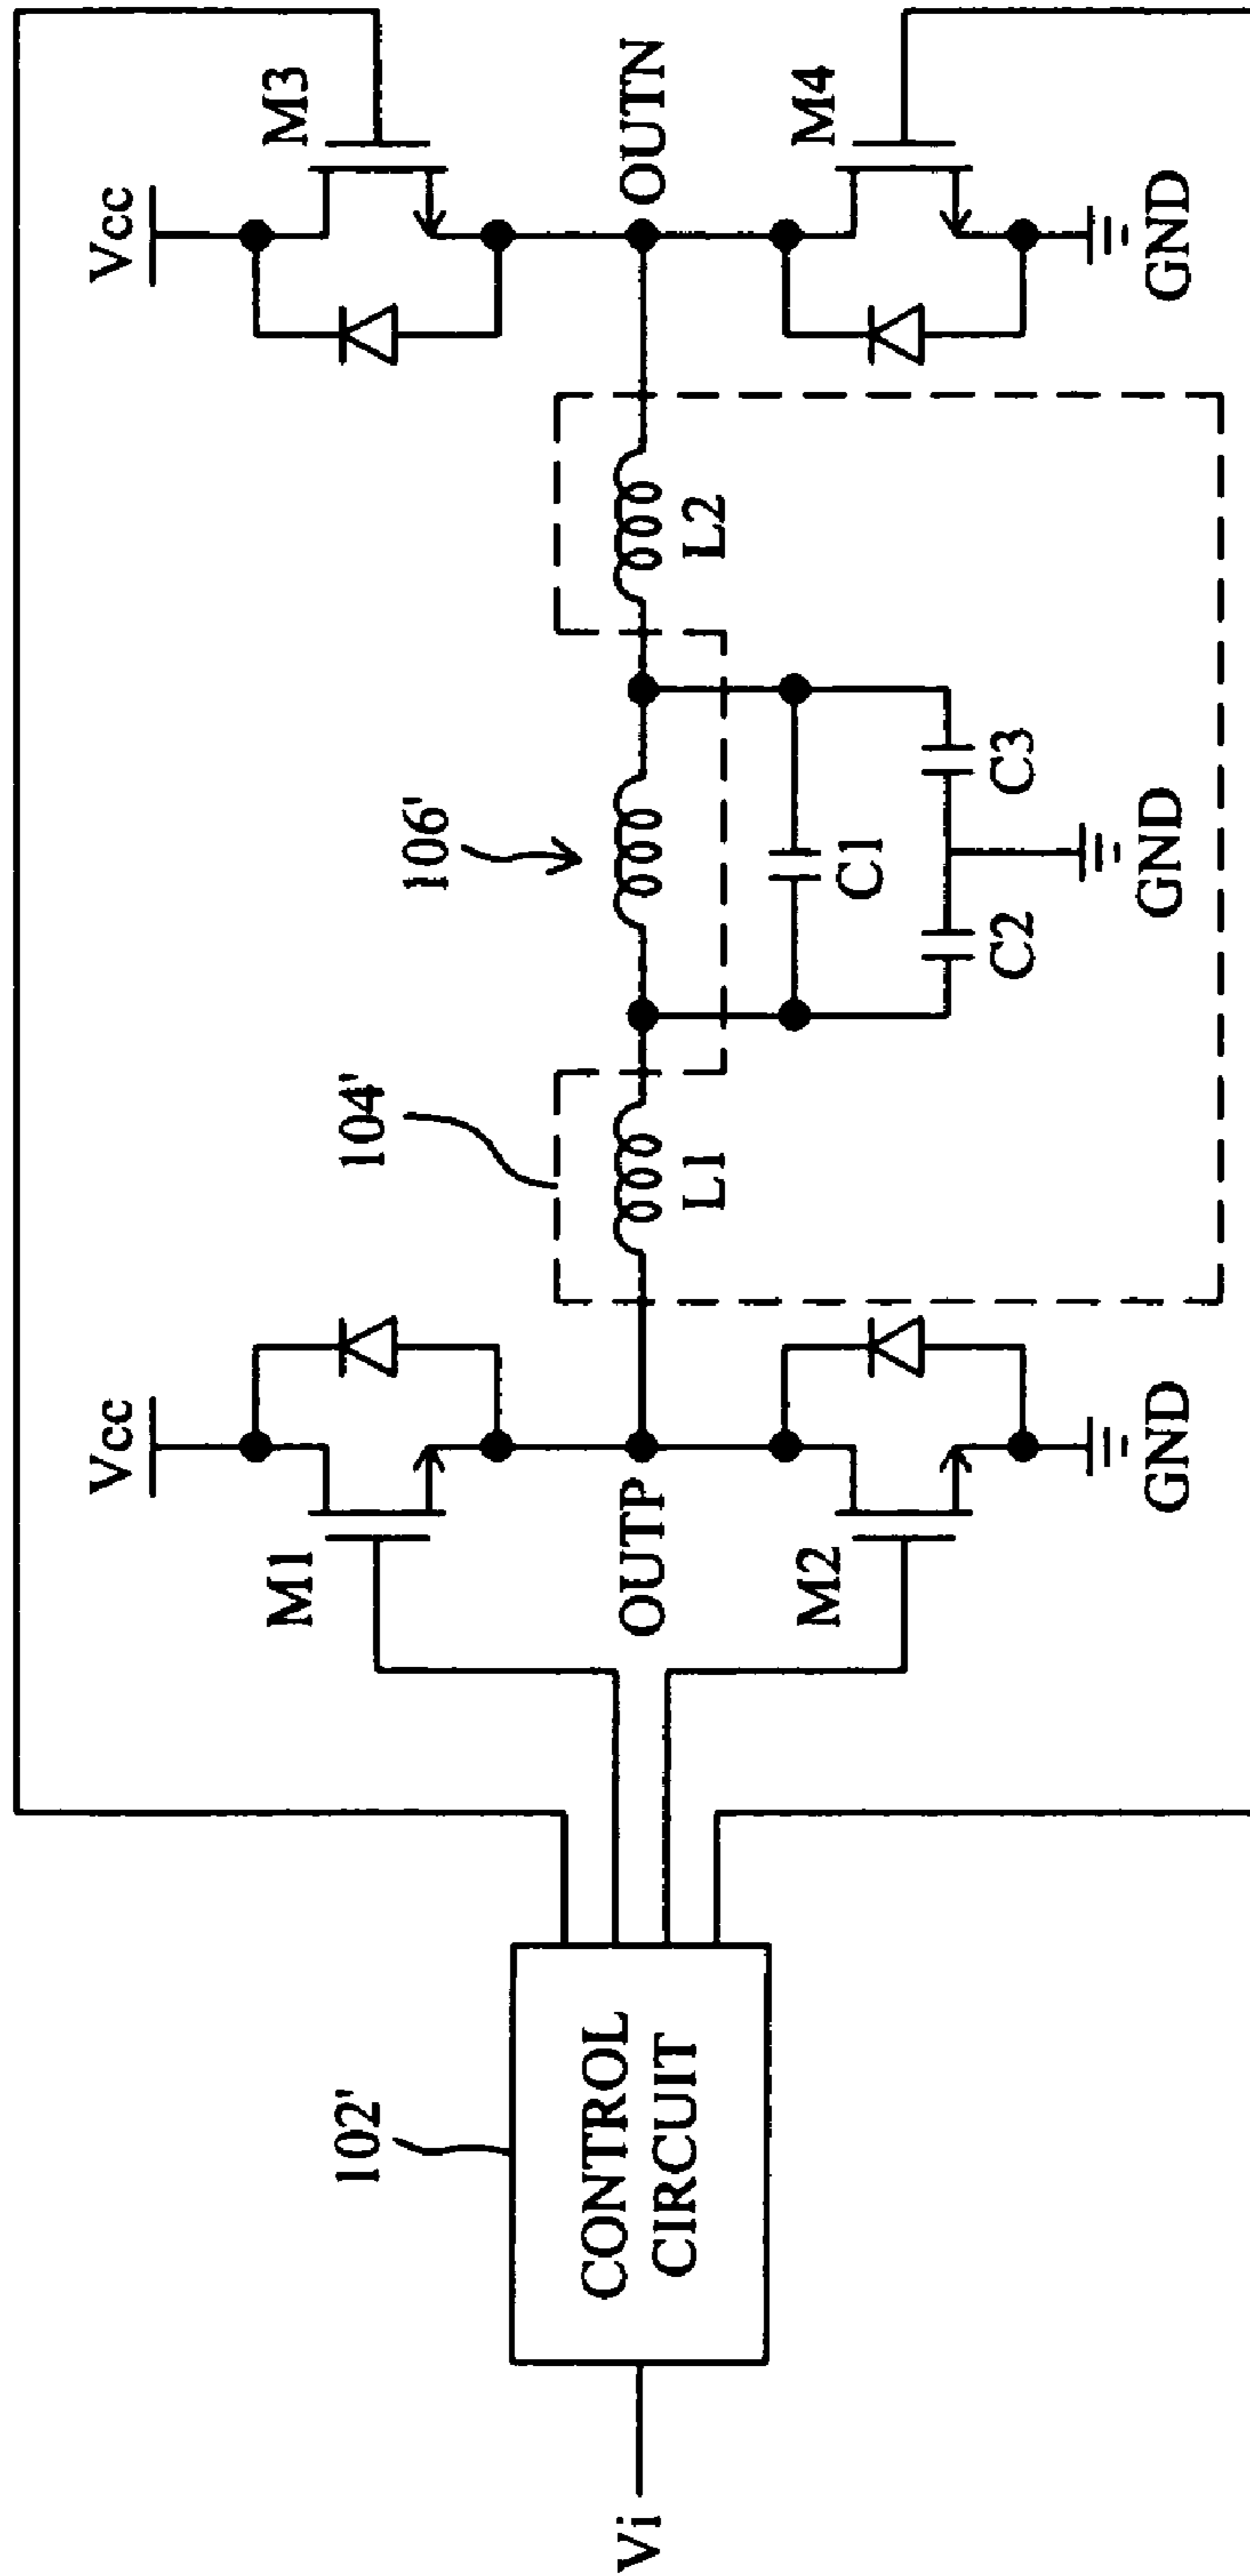 Vcc
Vcc
M1
M3
104'
106'
102'
OUTP
OUTN
Vi
CONTROL
CIRCUIT
L1
L2
C1
M2
M4
C2
C3
GND
GND
GND